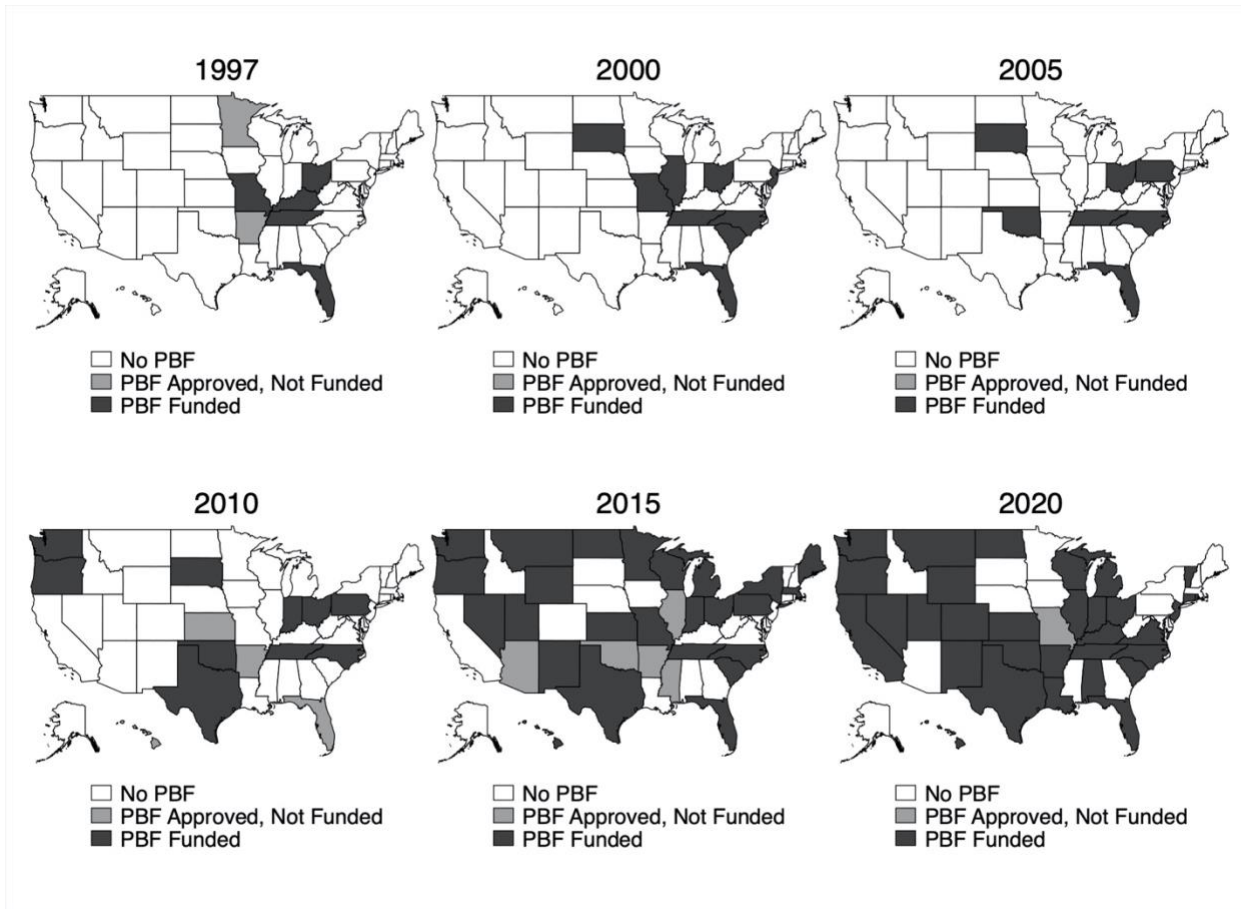 1997
2000
2005
No PBF
PBF Approved, Not Funded
PBF Funded
No PBF
PBF Approved, Not Funded
PBF Funded
No PBF
PBF Approved, Not Funded
PBF Funded
2010
2015
2020
No PBF
PBF Approved, Not Funded
PBF Funded
No PBF
PBF Approved, Not Funded
PBF Funded
No PBF
PBF Approved, Not Funded
PBF Funded